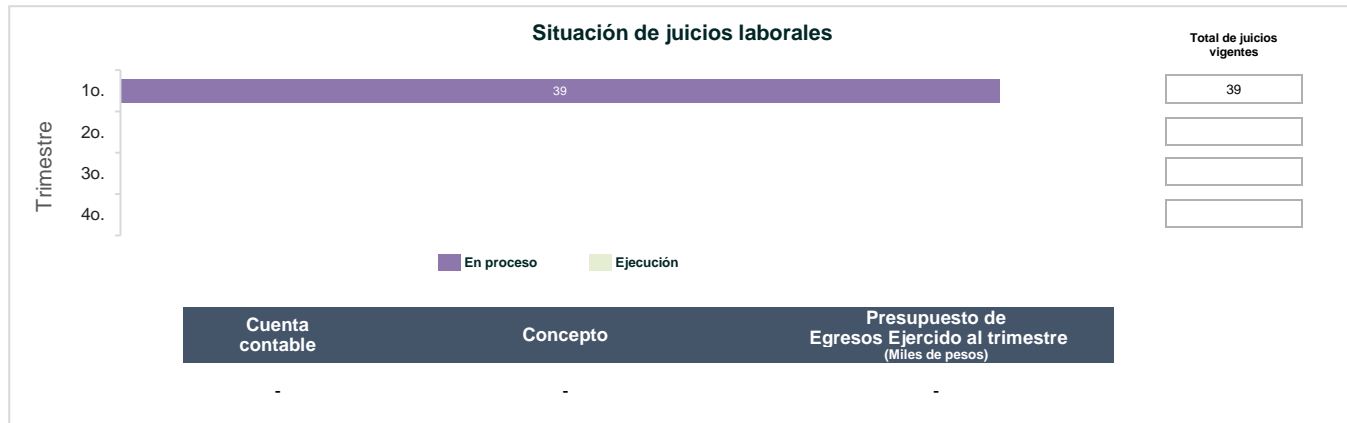 Situación de juicios laborales
Total de juicios
vigentes
Trimestre
1o.
39
39
2o.
3o.
4o.
En proceso
Ejecución
Cuenta
contable
Concepto
Presupuesto de
Egresos Ejercido al trimestre
(Miles de pesos)
-
-
-